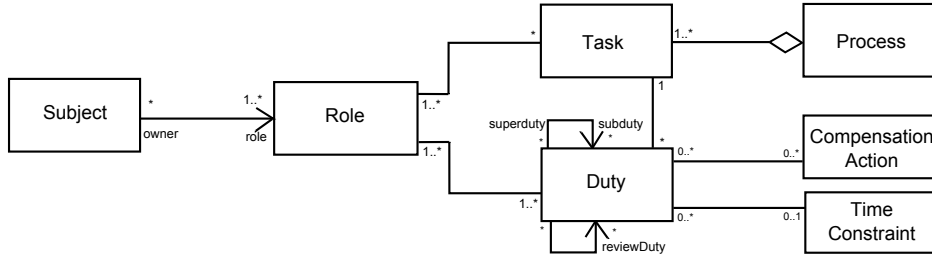 Task
1..*
Process
*
1..*
1
Subject
*
owner
1..*
role
Role
1..*
superduty
subduty
*
*
*
0..*
0..*
Compensation
Action
Duty
1..*
0..*
0..1
Time
Constraint
*
*
reviewDuty